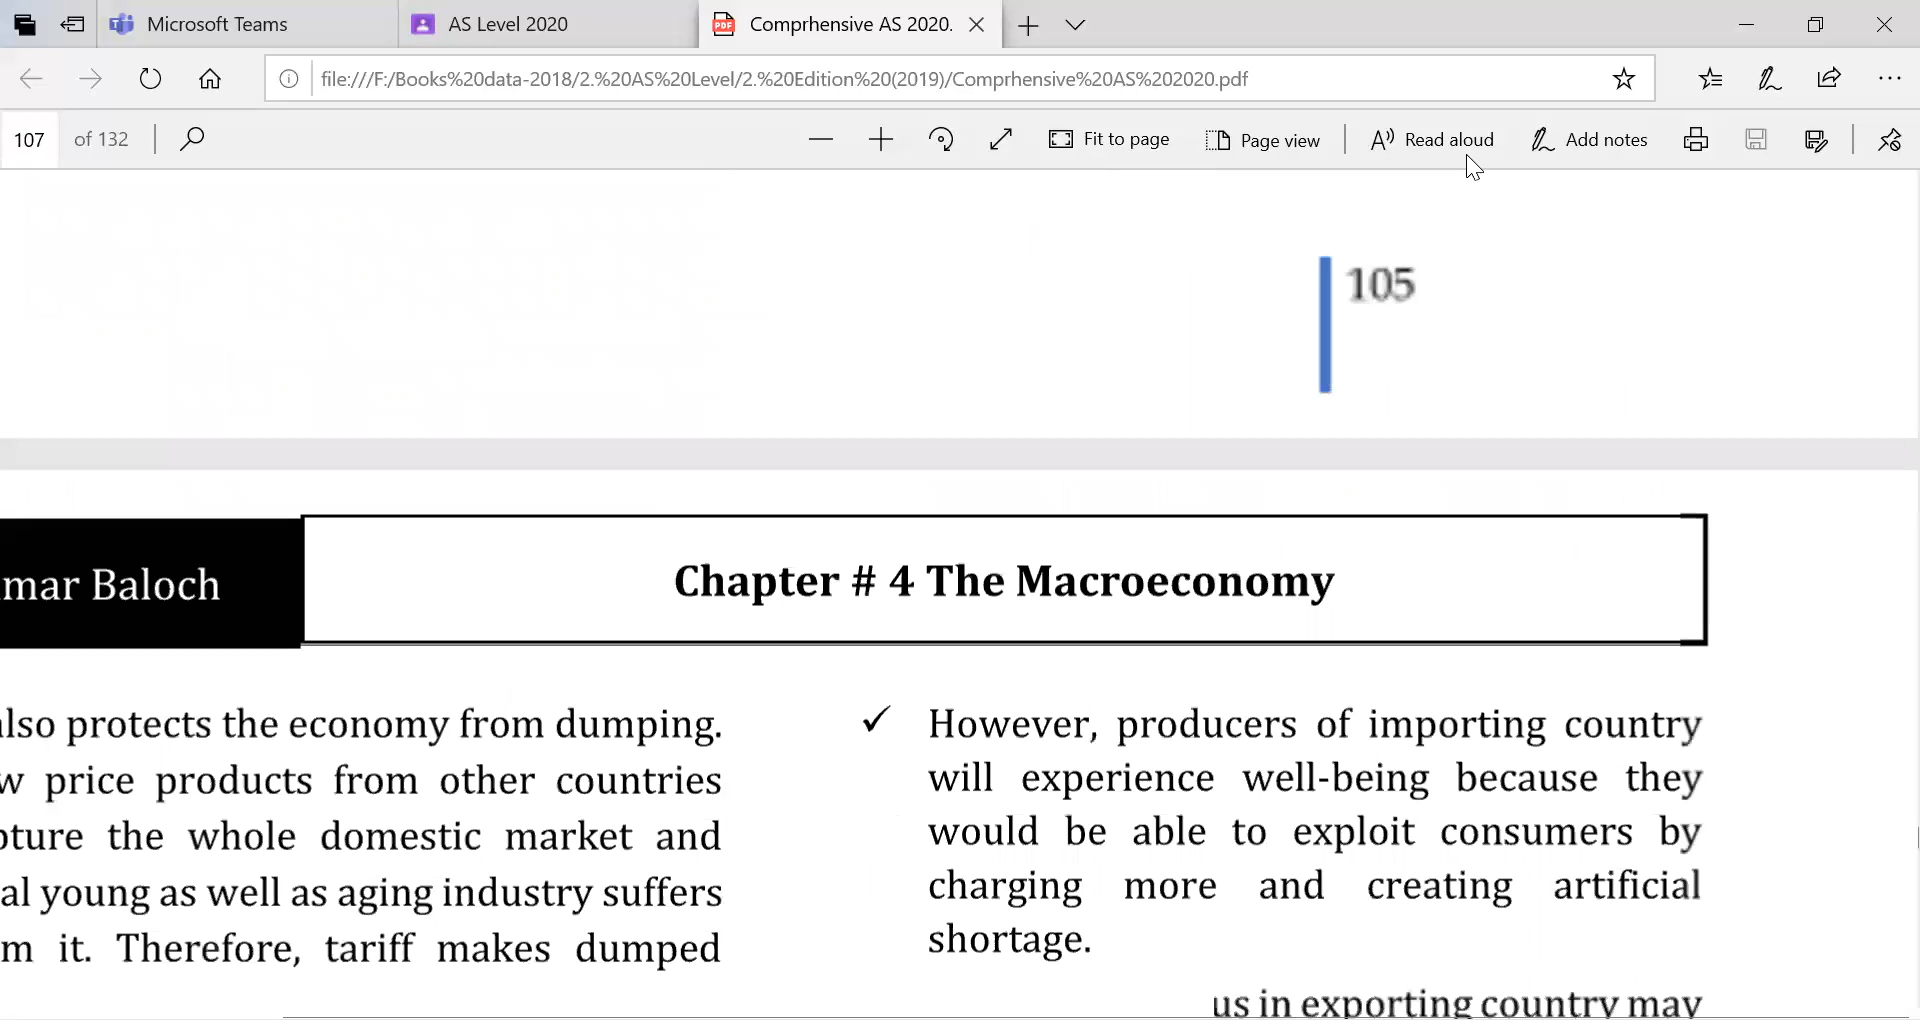 Microsoft Teams
AS Level 2020
Comprhensive AS 2020.
file:///F:/Books%20data-2018/2.%20AS%20Level/2.%20Edition%20(2019)/Comprhensive%20AS%202020.pdf
107 of 132
Fit to page
Page view
Read aloud
Add notes
105
mar Baloch
Chapter # 4 The Macroeconomy
also protects the economy from dumping.
w price products from other countries
pture the whole domestic market and
al young as well as aging industry suffers
m it. Therefore, tariff makes dumped
✓ However, producers of importing country
will experience well-being because they
would be able to exploit consumers by
charging more and creating artificial
shortage.
us in exporting country may